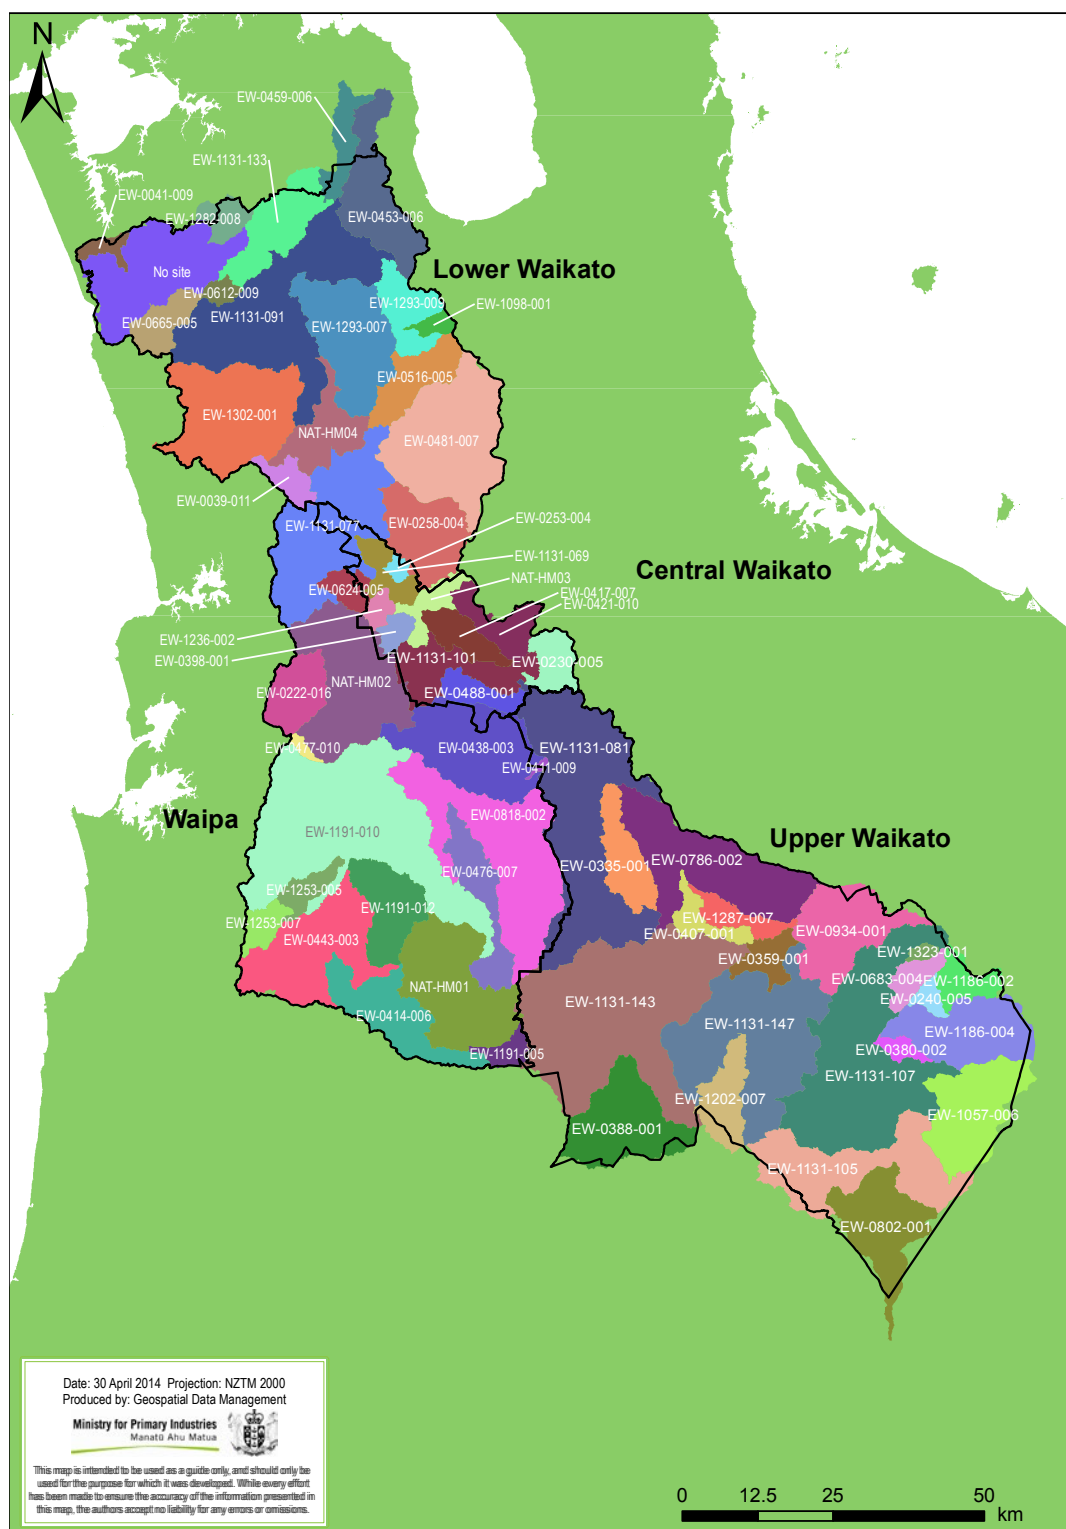 N
EW-0459-006
EW-1131-133
EW-0041-009
EW-1282-008
EW-0453-006
Lower Waikato
No site
EW-0612-009
EW-1293-009
EW-1098-001
EW-0665-005
EW-1131-091
EW-1293-007
EW-0516-005
EW-1302-001
NAT-HM04
EW-0481-007
EW-0039-011
EW-1131-077
EW-0258-004
EW-0253-004
EW-1131-069
Central Waikato
NAT-HM03
EW-0624-005
EW-0417-007
EW-0421-010
EW-1236-002
EW-0398-001
EW-1131-101
EW-0230-005
NAT-HM02
EW-0222-016
EW-0488-001
EW-0477-010
EW-0438-003
EW-1131-081
EW-0411-009
Waipa
EW-0818-002
EW-1191-010
Upper Waikato
EW-0335-001
EW-0786-002
EW-0476-007
EW-1253-005
EW-1191-012
EW-1253-007
EW-1287-007
EW-0407-001
EW-0934-001
EW-0443-003
EW-0359-001
EW-1323-001
EW-0683-004
EW-1186-002
NAT-HM01
EW-1131-143
EW-0240-005
EW-0414-006
EW-1131-147
EW-1186-004
EW-0380-002
EW-1191-005
EW-1131-107
EW-1202-007
EW-1057-006
EW-0388-001
EW-1131-105
EW-0802-001
Date: 30 April 2014 Projection: NZTM 2000
Produced by: Geospatial Data Management
Ministry for Primary Industries
Manatū Ahu Matua
This map is intended to be used as a guide only, and should only be
used for the purpose for which it was developed. While every effort
has been made to ensure the accuracy of the information presented in
this map, the authors accept no liability for any errors or omissions.
0 12.5 25 50
km